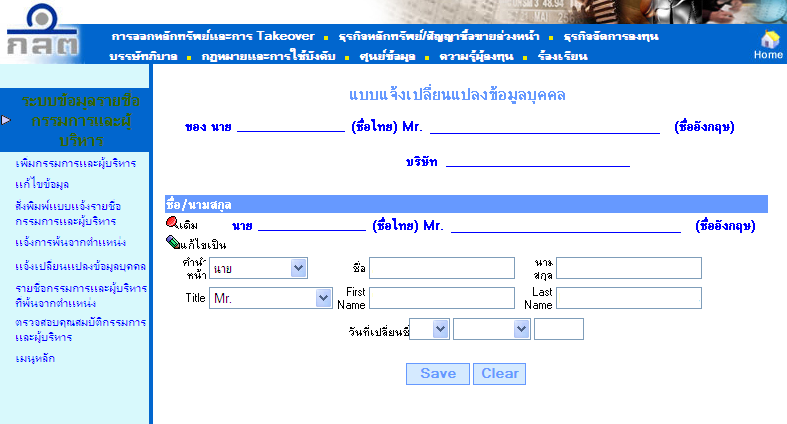 MAI 256
กลต
การออกหลักทรัพย์และการ Takeover ธุรกิจหลักทรัพย์/สัญญาซื้อขายล่วงหน้า ธุรกิจจัดการลงทุน
บรรษัทภิบาล กฎหมายและการใช้บังคับ ศูนย์ข้อมูล ความรู้ผู้ลงทุน ร้องเรียน
Home
ระบบข้อมูลรายชื่อ
กรรมการและผู้
บริหาร
เพิ่มกรรมการและผู้บริหาร
แก้ไขข้อมูล
สั่งพิมพ์แบบแจ้งรายชื่อ
กรรมการและผู้บริหาร
แจ้งการพ้นจากตำแหน่ง
แจ้งเปลี่ยนแปลงข้อมูลบุคคล
รายชื่อกรรมการและผู้บริหาร
ที่พ้นจากตำแหน่ง
ตรวจสอบคุณสมบัติกรรมการ
และผู้บริหาร
เมนูหลัก
แบบแจ้งเปลี่ยนแปลงข้อมูลบุคคล
ของ นาย (ชื่อไทย) Mr. (ชื่ออังกฤษ)
บริษัท
ชื่อ/นามสกุล
เดิม นาย (ชื่อไทย) Mr. (ชื่ออังกฤษ)
แก้ไขเป็น
คำนำ
หน้า นาย ชื่อ นาม
สกุล
Title Mr. First
Name Last
Name
วันที่เปลี่ยนชื่
Save Clear